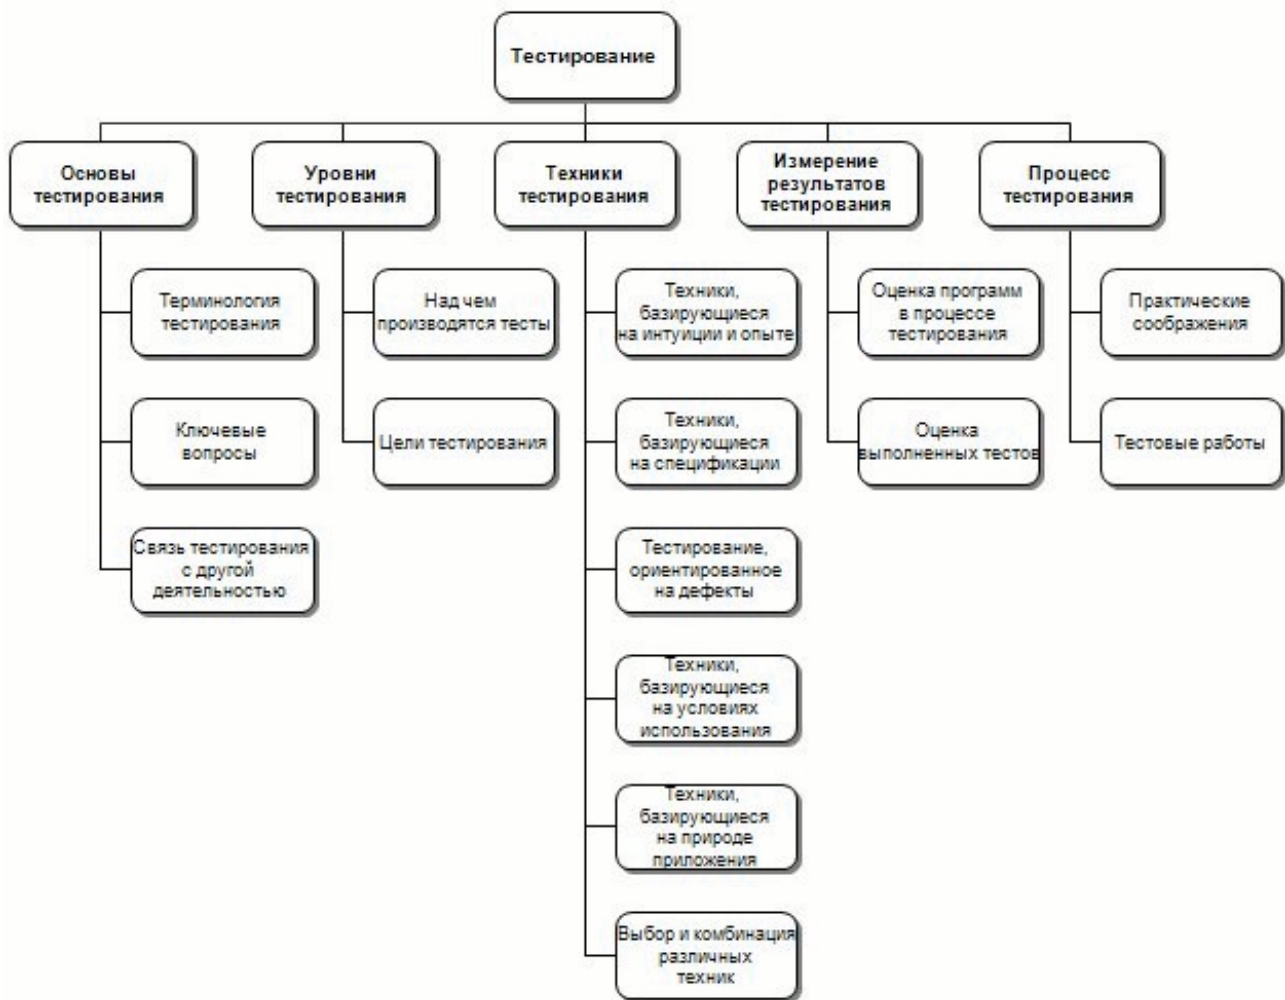 Тестирование
Основы
тестирования
Уровни
тестирования
Техники
тестирования
Измерение
результатов
тестирования
Процесс
тестирования
Терминология
тестирования
Ключевые
вопросы
Связь тестирования
с другой
деятельностью
Над чем
производятся тесты
Цели тестирования
Техники,
базирующиеся
на интуиции и опыте
Техники,
базирующиеся
на спецификации
Тестирование,
ориентированное
на дефекты
Техники,
базирующиеся
на условиях
использования
Техники,
базирующиеся
на природе
приложения
Выбор и комбинация
различных
техник
Оценка программ
в процессе
тестирования
Оценка
выполненных тестов
Практические
соображения
Тестовые работы